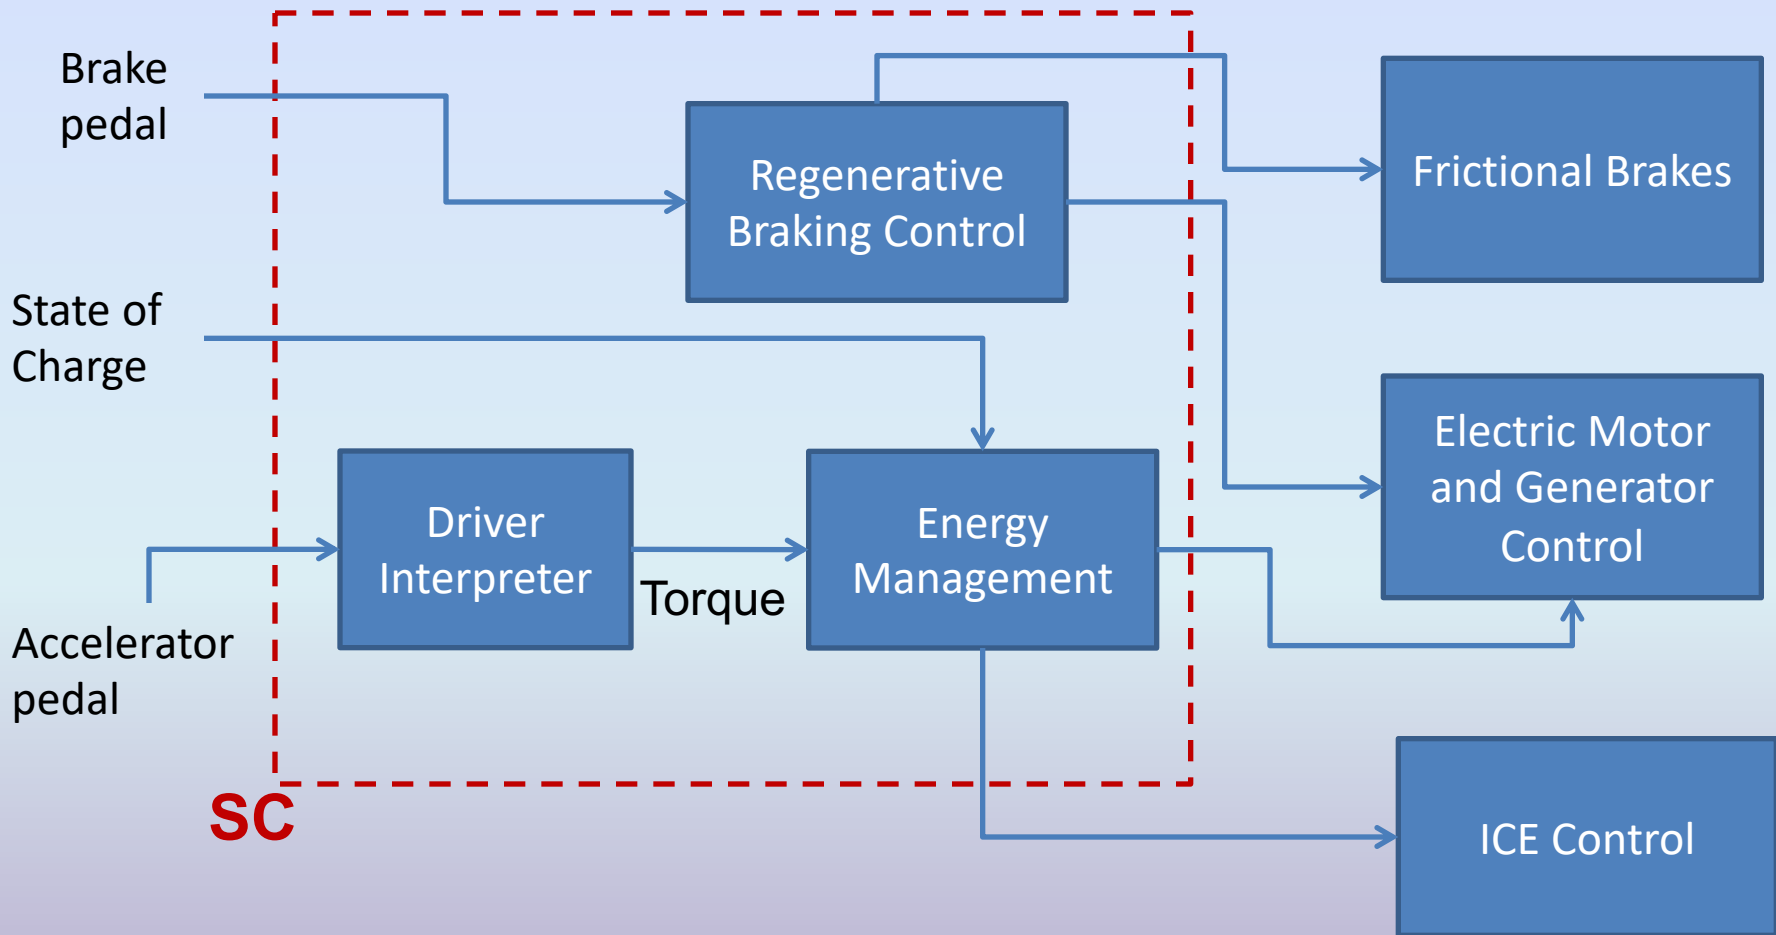 Brake
pedal
Regenerative
Braking Control
Frictional Brakes
State of
Charge
Electric Motor
and Generator
Control
Driver
Interpreter
Torque
Energy
Management
Accelerator
pedal
SC
ICE Control